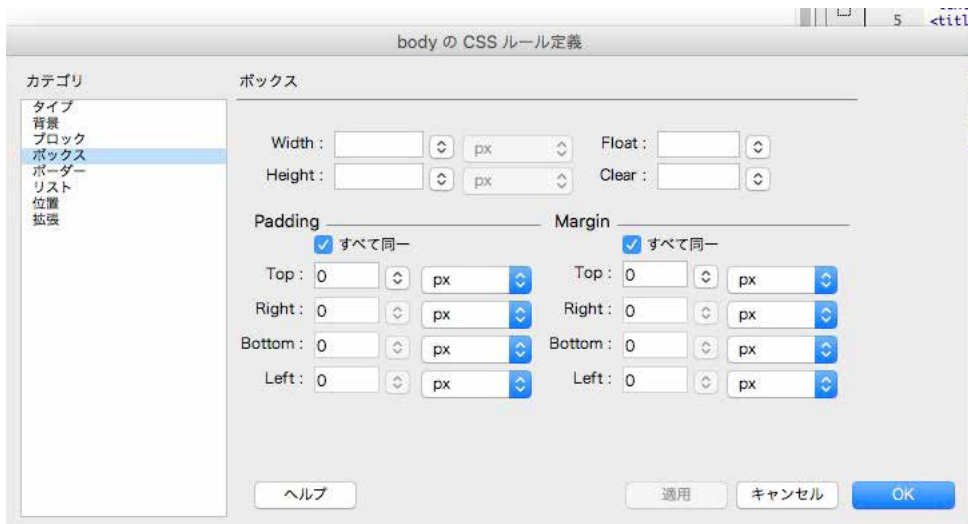 5 <titl
body の CSS ルール定義
カテゴリ
タイプ
背景
ブロック
ボックス
ボーダー
リスト
位置
拡張
ボックス
Width : px Float :
Height : px Clear :
Padding Margin
すべて同一 すべて同一
Top : 0 px Top : 0 px
Right : 0 px Right : 0 px
Bottom : 0 px Bottom : 0 px
Left : 0 px Left : 0 px
ヘルプ 適用 キャンセル OK